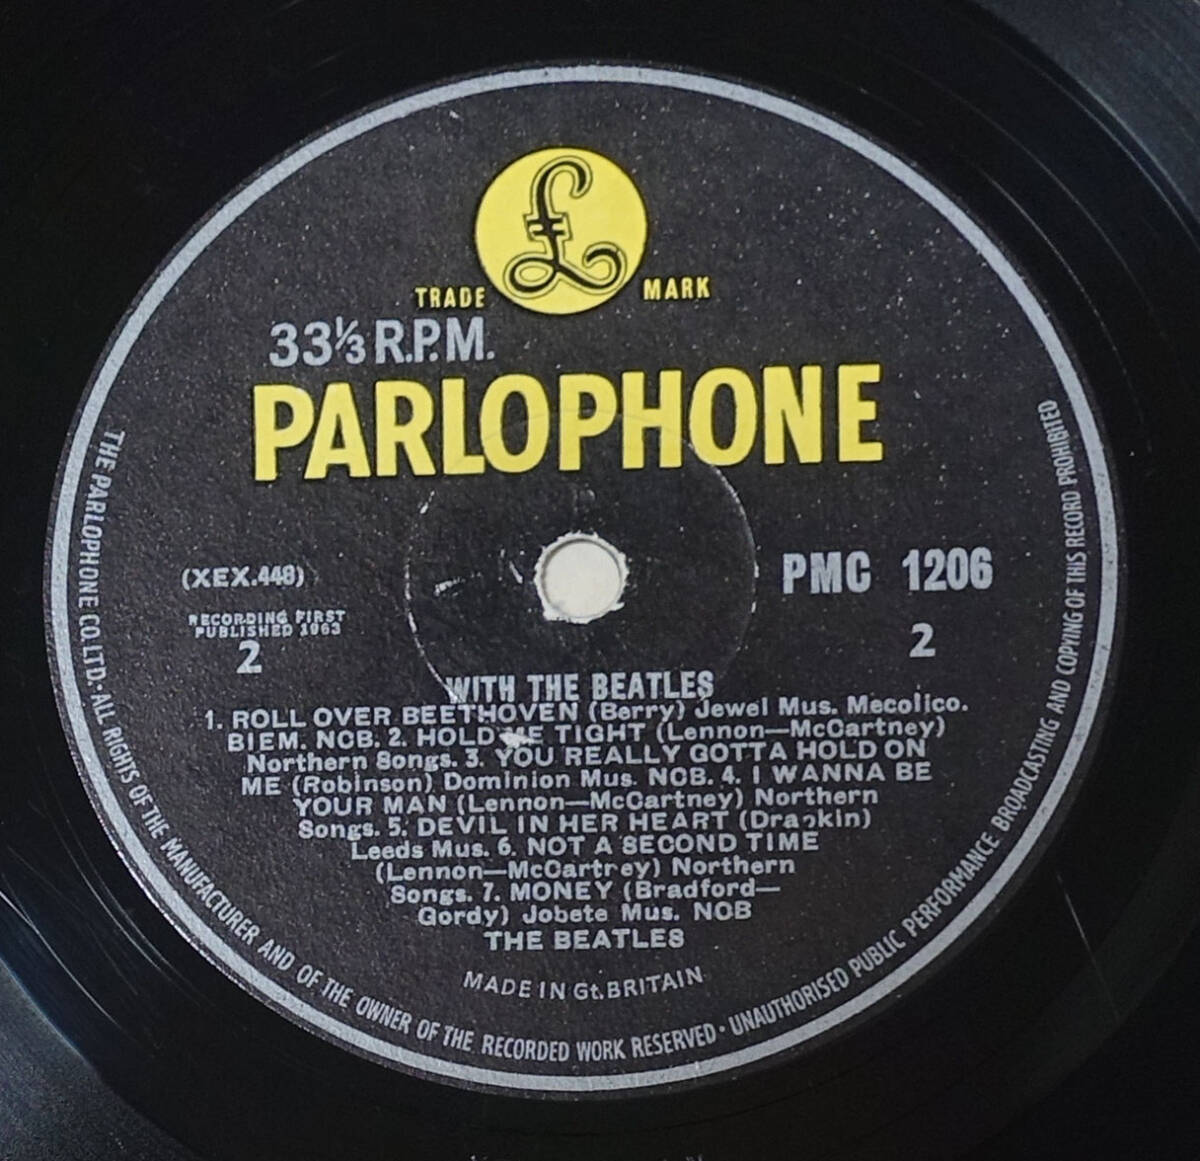 £
TRADE MARK
33⅓ R.P.M.
PARLOPHONE
(XEX.448)
PMC 1206
RECORDING FIRST
PUBLISHED 1963
2
2
WITH THE BEATLES
1. ROLL OVER BEETHOVEN (Berry) Jewel Mus. Mecolico.
BIEM. NCB. 2. HOLD ME TIGHT (Lennon—McCartney)
Northern Songs. 3. YOU REALLY GOTTA HOLD ON
ME (Robinson) Dominion Mus. NCB. 4. I WANNA BE
YOUR MAN (Lennon—McCartney) Northern
Songs. 5. DEVIL IN HER HEART (Drapkin)
Leeds Mus. 6. NOT A SECOND TIME
(Lennon—McCartney) Northern
Songs. 7. MONEY (Bradford—
Gordy) Jobete Mus. NCB
THE BEATLES
MADE IN Gt. BRITAIN
THE PARLOPHONE CO. LTD · ALL RIGHTS OF THE MANUFACTURER AND OF THE OWNER OF THE RECORDED WORK RESERVED · UNAUTHORISED PUBLIC PERFORMANCE BROADCASTING AND COPYING OF THIS RECORD PROHIBITED